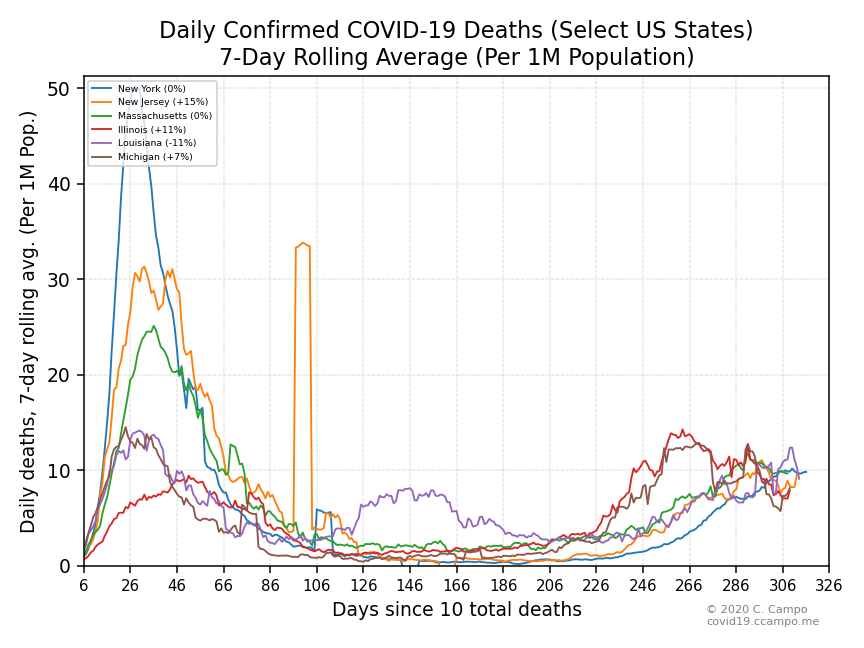 Daily Confirmed COVID-19 Deaths (Select US States)
7-Day Rolling Average (Per 1M Population)
Daily deaths, 7-day rolling avg. (Per 1M Pop.)
50
40
30
20
10
0
New York (0%)
New Jersey (+15%)
Massachusetts (0%)
Illinois (+11%)
Louisiana (-11%)
Michigan (+7%)
6 26 46 66 86 106 126 146 166 186 206 226 246 266 286 306 326
Days since 10 total deaths
© 2020 C. Campo
covid19.ccampo.me